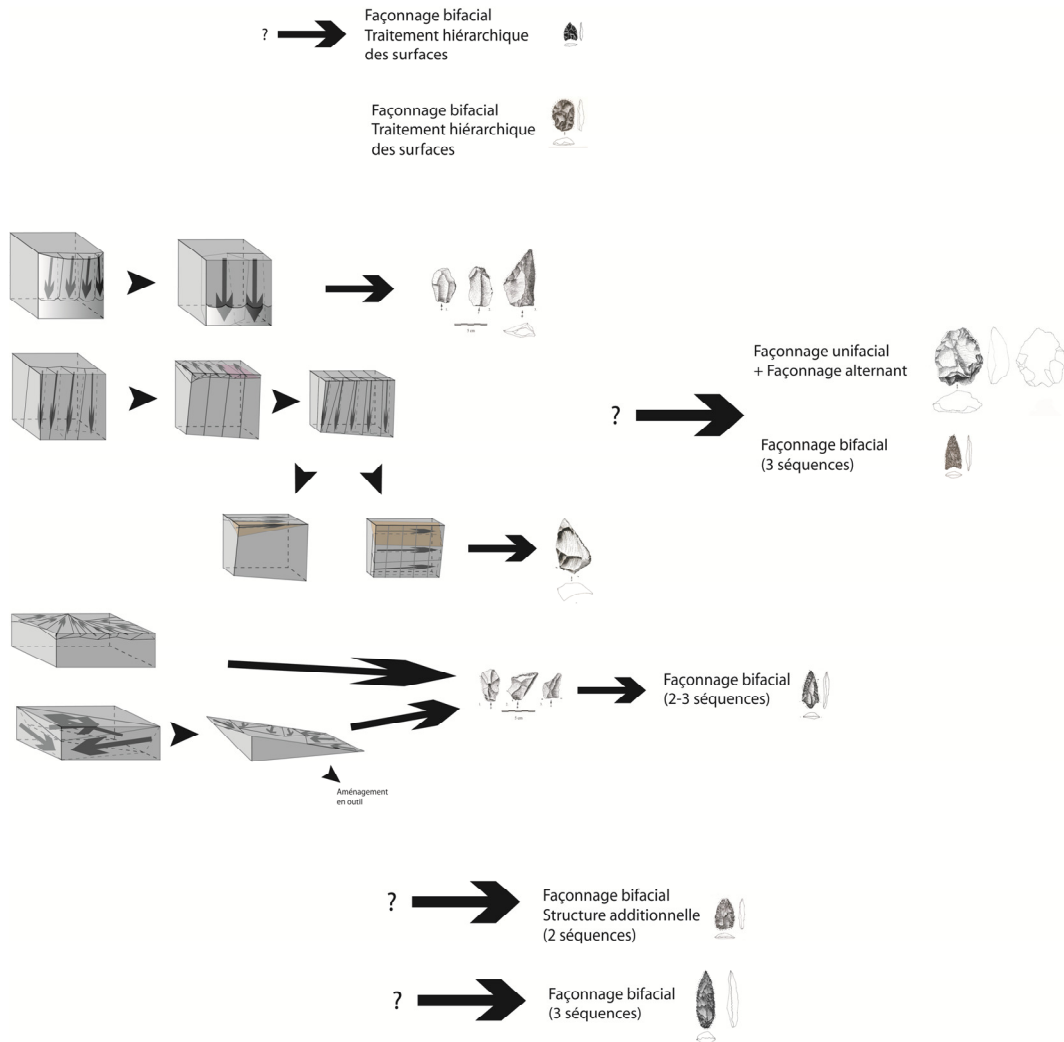 ?
Façonnage bifacial
Traitement hiérarchique
des surfaces
Façonnage bifacial
Traitement hiérarchique
des surfaces
Façonnage unifacial
+ Façonnage alternant
?
Façonnage bifacial
(3 séquences)
Façonnage bifacial
(2-3 séquences)
Aménagement
en outil
?
Façonnage bifacial
Structure additionnelle
(2 séquences)
?
Façonnage bifacial
(3 séquences)